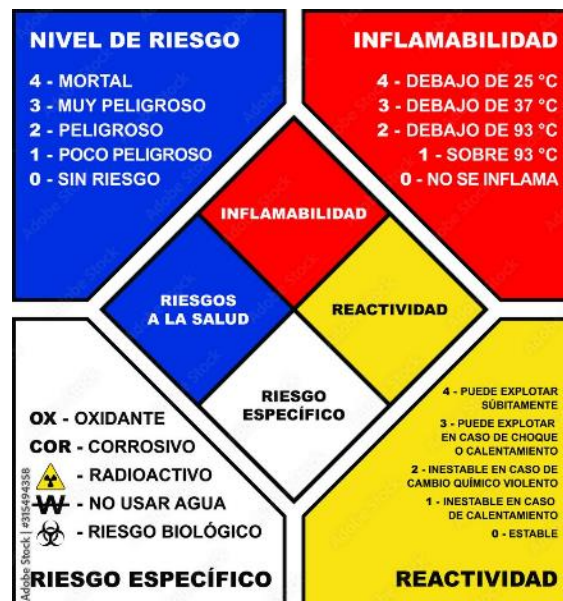 NIVEL DE RIESGO
4 - MORTAL
3 - MUY PELIGROSO
2 - PELIGROSO
1 - POCO PELIGROSO
0 - SIN RIESGO
INFLAMABILIDAD
4 - DEBAJO DE 25 °C
3 - DEBAJO DE 37 °C
2 - DEBAJO DE 93 °C
1 - SOBRE 93 °C
0 - NO SE INFLAMA
INFLAMABILIDAD
RIESGOS
A LA SALUD
REACTIVIDAD
RIESGO
ESPECÍFICO
OX - OXIDANTE
COR - CORROSIVO
- RADIOACTIVO
W - NO USAR AGUA
- RIESGO BIOLÓGICO
RIESGO ESPECÍFICO
4 - PUEDE EXPLOTAR
SÚBITAMENTE
3 - PUEDE EXPLOTAR
EN CASO DE CHOQUE
O CALENTAMIENTO
2 - INESTABLE EN CASO DE
CAMBIO QUÍMICO VIOLENTO
1 - INESTABLE EN CASO
DE CALENTAMIENTO
0 - ESTABLE
REACTIVIDAD
Adobe Stock | #315494358